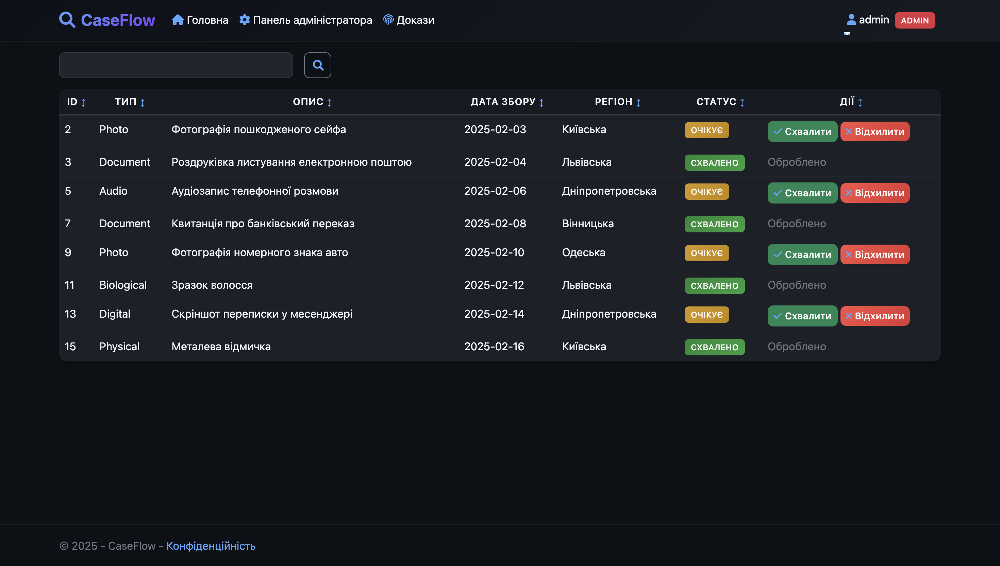 CaseFlow Головна Панель адміністратора Докази admin ADMIN
ID ТИП ОПИС ДАТА ЗБОРУ РЕГІОН СТАТУС ДІЇ
2 Photo Фотографія пошкодженого сейфа 2025-02-03 Київська ОЧІКУЄ Схвалити Відхилити
3 Document Роздруківка листування електронною поштою 2025-02-04 Львівська СХВАЛЕНО Оброблено
5 Audio Аудіозапис телефонної розмови 2025-02-06 Дніпропетровська ОЧІКУЄ Схвалити Відхилити
7 Document Квитанція про банківський переказ 2025-02-08 Вінницька СХВАЛЕНО Оброблено
9 Photo Фотографія номерного знака авто 2025-02-10 Одеська ОЧІКУЄ Схвалити Відхилити
11 Biological Зразок волосся 2025-02-12 Львівська СХВАЛЕНО Оброблено
13 Digital Скріншот переписки у месенджері 2025-02-14 Дніпропетровська ОЧІКУЄ Схвалити Відхилити
15 Physical Металева відмичка 2025-02-16 Київська СХВАЛЕНО Оброблено
© 2025 - CaseFlow - Конфіденційність